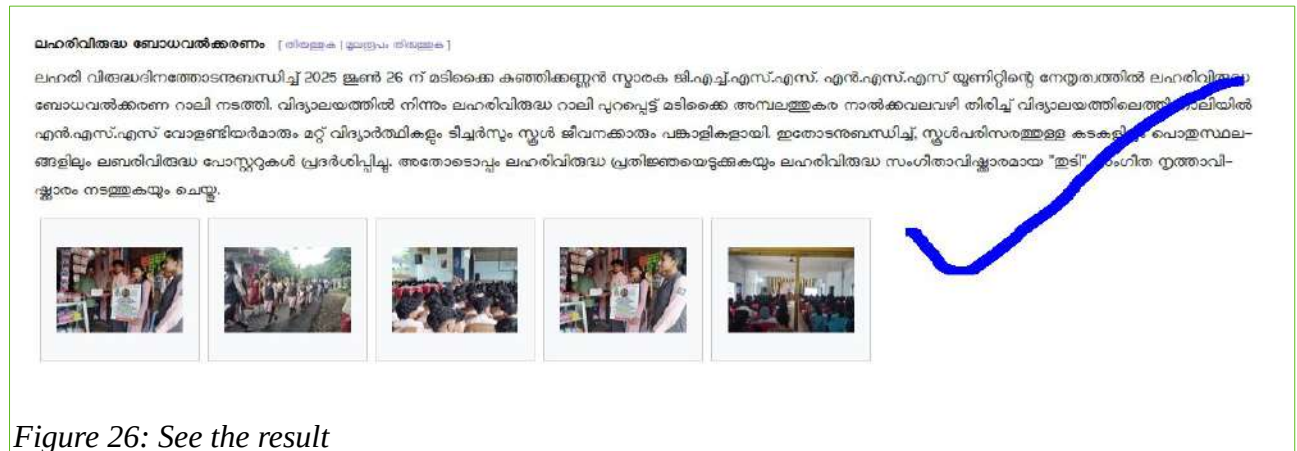 ലഹരിവിരുദ്ധ ബോധവൽക്കരണം [ തിരുത്തുക | മൂലരൂപം തിരുത്തുക ]
ലഹരി വിരുദ്ധദിനത്തോടനുബന്ധിച്ച് 2025 ജൂൺ 26 ന് മടിക്കൈ കുഞ്ഞിക്കണ്ണൻ സ്മാരക ജി.എച്ച്.എസ്.എസ്. എൻ.എസ്.എസ് യൂണിറ്റിന്റെ നേതൃത്വത്തിൽ ലഹരിവിരുദ്ധ
ബോധവൽക്കരണ റാലി നടത്തി. വിദ്യാലയത്തിൽ നിന്നും ലഹരിവിരുദ്ധ റാലി പുറപ്പെട്ട് മടിക്കൈ അമ്പലത്തുകര നാൽക്കവലവഴി തിരിച്ച് വിദ്യാലയത്തിലെത്തി. റാലിയിൽ
എൻ.എസ്.എസ് വോളണ്ടിയർമാരും മറ്റ് വിദ്യാർത്ഥികളും ടീച്ചർസും സ്കൂൾ ജീവനക്കാരും പങ്കാളികളായി. ഇതോടനുബന്ധിച്ച്, സ്കൂൾപരിസരത്തുള്ള കടകളിലും പൊതുസ്ഥല-
ങ്ങളിലും ലബരിവിരുദ്ധ പോസ്റ്ററുകൾ പ്രദർശിപ്പിച്ചു. അതോടൊപ്പം ലഹരിവിരുദ്ധ പ്രതിജ്ഞയെടുക്കുകയും ലഹരിവിരുദ്ധ സംഗീതാവിഷ്ക്കാരമായ "തുടി" സംഗീത നൃത്താവി-
ഷ്ക്കാരം നടത്തുകയും ചെയ്തു.
Figure 26: See the result